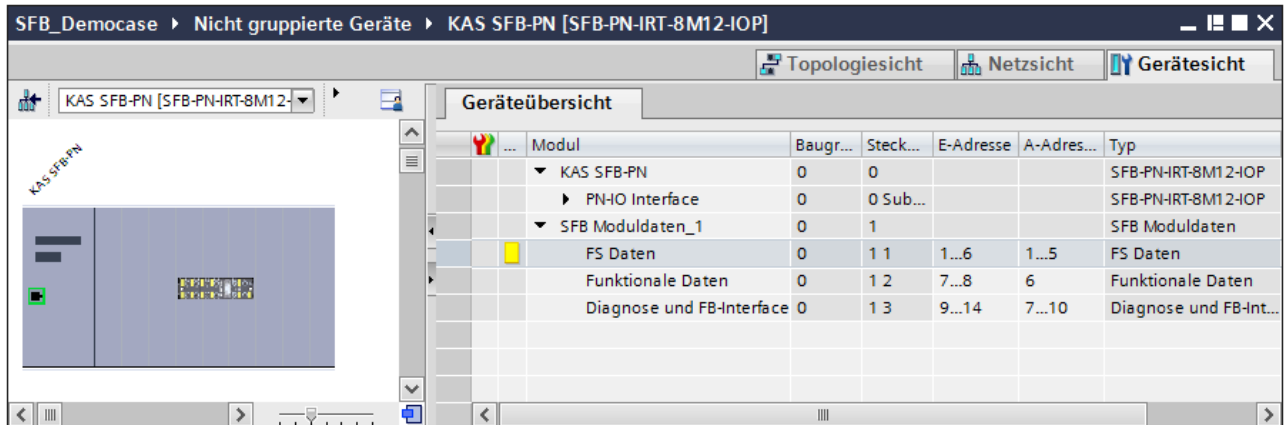 SFB_Democase ▸ Nicht gruppierte Geräte ▸ KAS SFB-PN [SFB-PN-IRT-8M12-IOP]
Topologiesicht Netzsicht Gerätesicht
KAS SFB-PN [SFB-PN-IRT-8M12-
Geräteübersicht
KAS SFB-PN
... Modul Baugr... Steck... E-Adresse A-Adres... Typ
KAS SFB-PN 0 0 SFB-PN-IRT-8M12-IOP
PN-IO Interface 0 0 Sub... SFB-PN-IRT-8M12-IOP
SFB Moduldaten_1 0 1 SFB Moduldaten
FS Daten 0 1 1 1...6 1...5 FS Daten
Funktionale Daten 0 1 2 7...8 6 Funktionale Daten
Diagnose und FB-Interface 0 1 3 9...14 7...10 Diagnose und FB-Int...